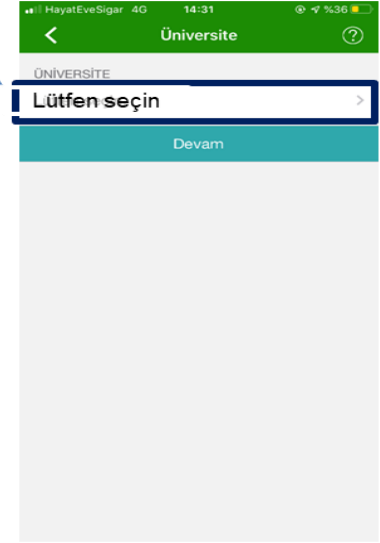 HayatEveSigar 4G 14:31 %36
Üniversite ?
ÜNİVERSİTE
Lütfen seçin >
Devam